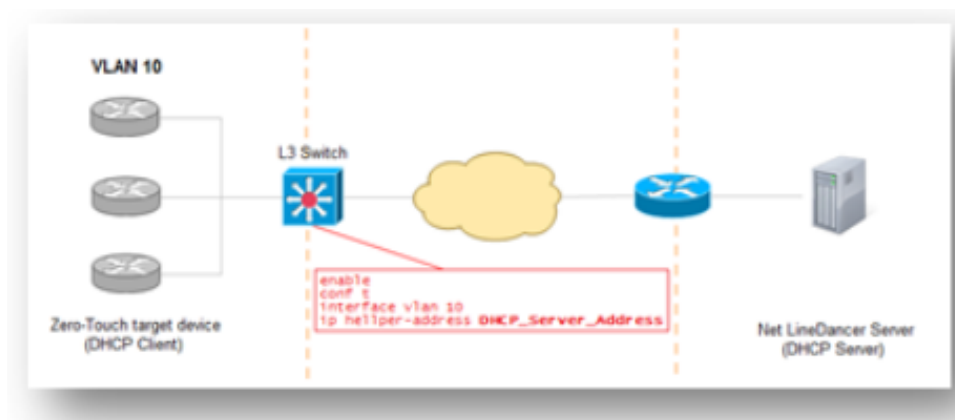 VLAN 10
L3 Switch
enable
conf t
interface vlan 10
ip hellper-address DHCP_Server_Address
Zero-Touch target device
(DHCP Client)
Net LineDancer Server
(DHCP Server)